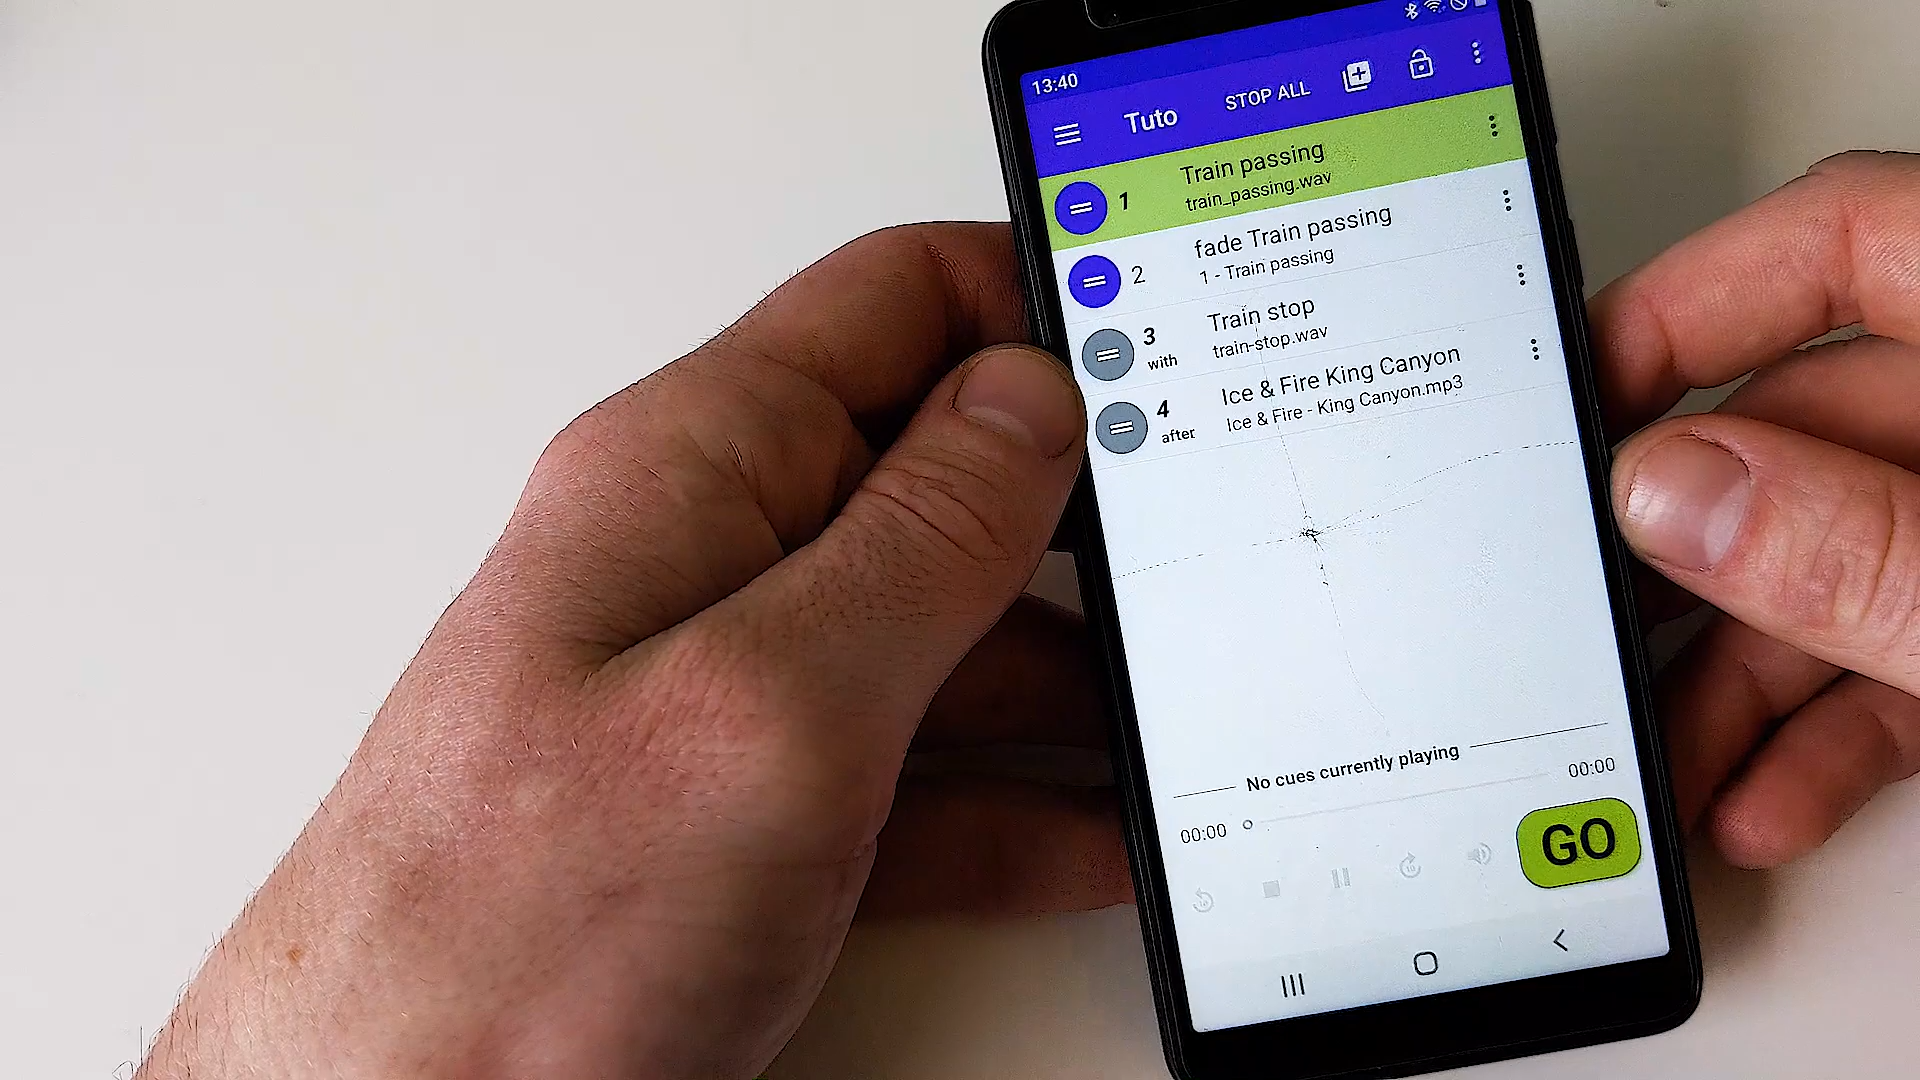 13:40
Tuto
STOP ALL
1
Train passing
train_passing.wav
2
fade Train passing
1 - Train passing
3
with
Train stop
train-stop.wav
4
after
Ice & Fire King Canyon
Ice & Fire - King Canyon.mp3
No cues currently playing
00:00
00:00
GO